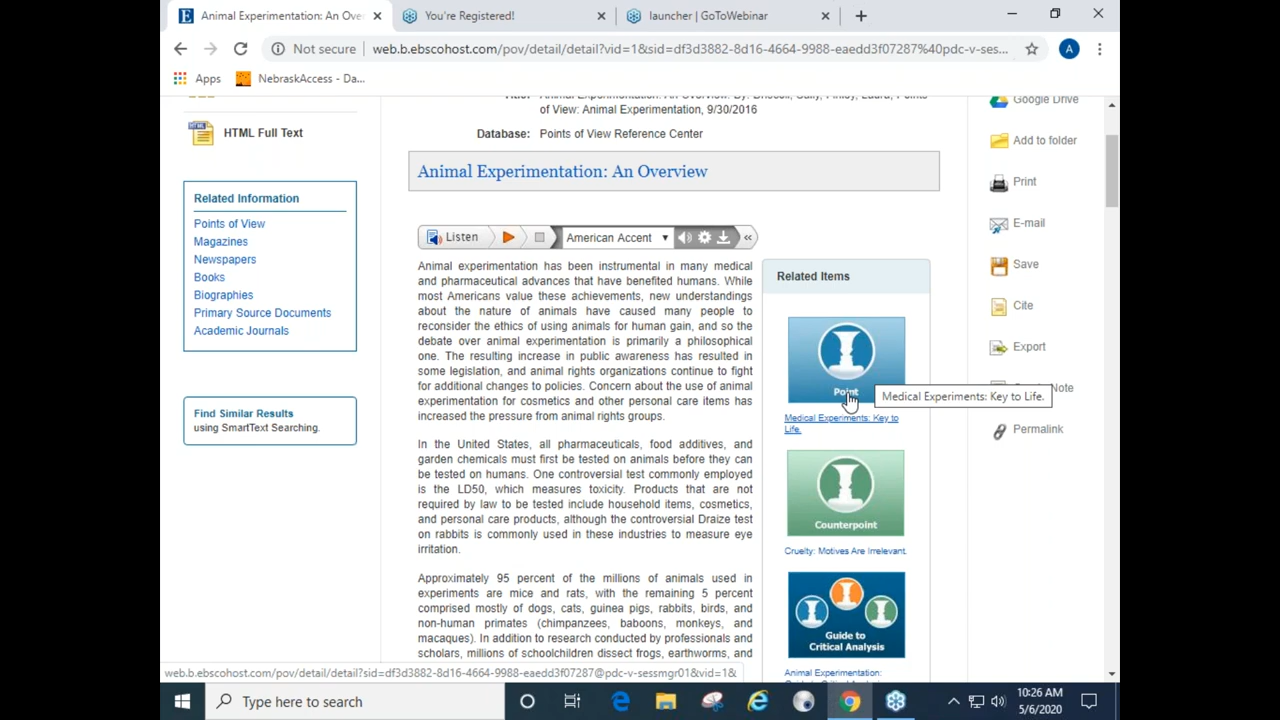 Animal Experimentation: An Ove
You're Registered!
launcher | GoToWebinar
Not secure
web.b.ebscohost.com/pov/detail/detail?vid=1&sid=df3d3882-8d16-4664-9988-eaedd3f07287%40pdc-v-ses...
A
Apps
NebraskAccess - Da...
HTML Full Text
Related Information
Points of View
Magazines
Newspapers
Books
Biographies
Primary Source Documents
Academic Journals
Find Similar Results
using SmartText Searching.
of View: Animal Experimentation, 9/30/2016
Database: Points of View Reference Center
Animal Experimentation: An Overview
Listen
American Accent
Animal experimentation has been instrumental in many medical
and pharmaceutical advances that have benefited humans. While
most Americans value these achievements, new understandings
about the nature of animals have caused many people to
reconsider the ethics of using animals for human gain, and so the
debate over animal experimentation is primarily a philosophical
one. The resulting increase in public awareness has resulted in
some legislation, and animal rights organizations continue to fight
for additional changes to policies. Concern about the use of animal
experimentation for cosmetics and other personal care items has
increased the pressure from animal rights groups.
In the United States, all pharmaceuticals, food additives, and
garden chemicals must first be tested on animals before they can
be tested on humans. One controversial test commonly employed
is the LD50, which measures toxicity. Products that are not
required by law to be tested include household items, cosmetics,
and personal care products, although the controversial Draize test
on rabbits is commonly used in these industries to measure eye
irritation.
Approximately 95 percent of the millions of animals used in
experiments are mice and rats, with the remaining 5 percent
comprised mostly of dogs, cats, guinea pigs, rabbits, birds, and
non-human primates (chimpanzees, baboons, monkeys, and
macaques). In addition to research conducted by professionals and
scholars, millions of schoolchildren dissect frogs, earthworms, and
Related Items
Point
Medical Experiments: Key to
Life.
Medical Experiments: Key to Life.
Counterpoint
Cruelty: Motives Are Irrelevant.
Guide to
Critical Analysis
Animal Experimentation:
Google Drive
Add to folder
Print
E-mail
Save
Cite
Export
Note
Permalink
web.b.ebscohost.com/pov/detail/detail?sid=df3d3882-8d16-4664-9988-eaedd3f07287@pdc-v-sessmgr01&vid=1&
Type here to search
10:26 AM
5/6/2020